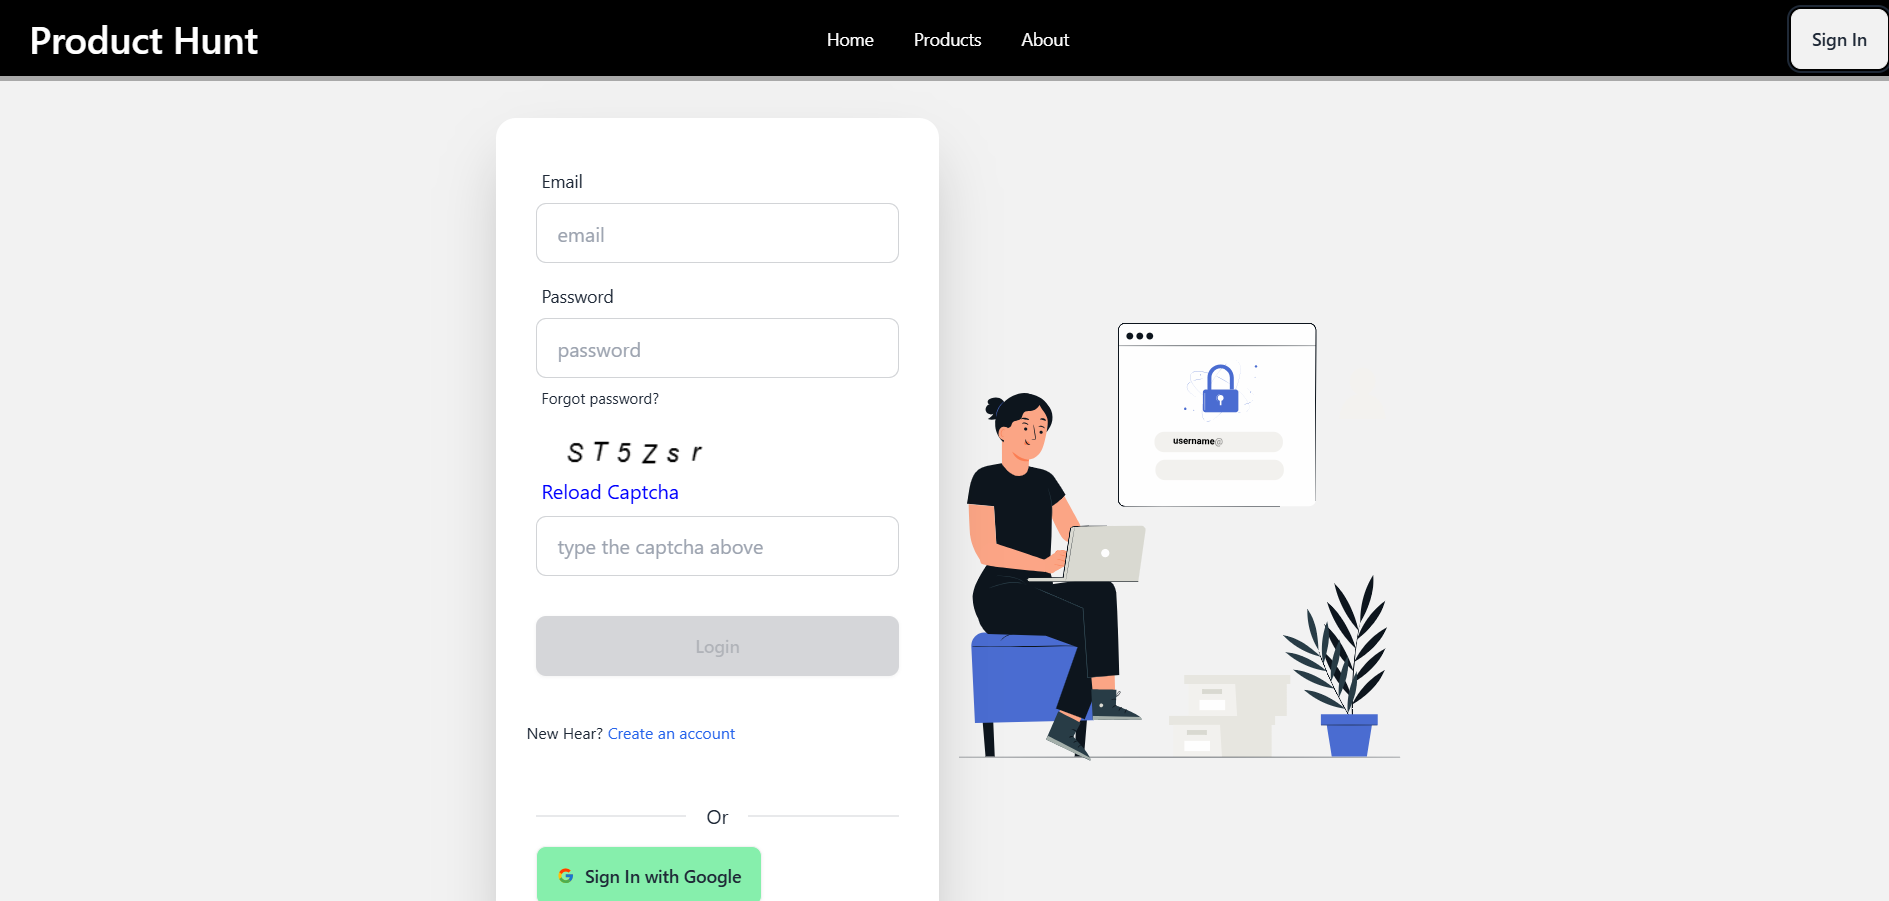 Product Hunt
Home Products About
Sign In
Email
email
Password
password
Forgot password?
ST5Zsr
Reload Captcha
type the captcha above
Login
New Hear? Create an account
Or
Sign In with Google
username@